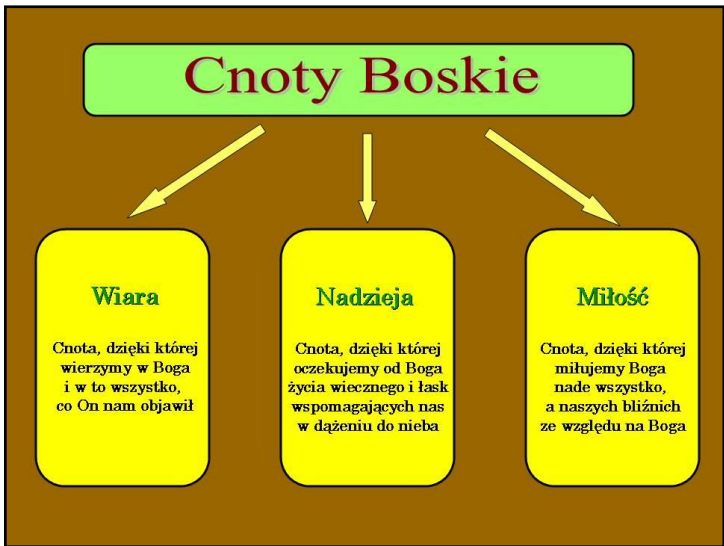 Cnoty Boskie
Wiara
Cnota, dzięki której
wierzymy w Boga
i w to wszystko,
co On nam objawił
Nadzieja
Cnota, dzięki której
oczekujemy od Boga
życia wiecznego i łask
wspomagających nas
w dążeniu do nieba
Miłość
Cnota, dzięki której
miłujemy Boga
nade wszystko,
a naszych bliźnich
ze względu na Boga